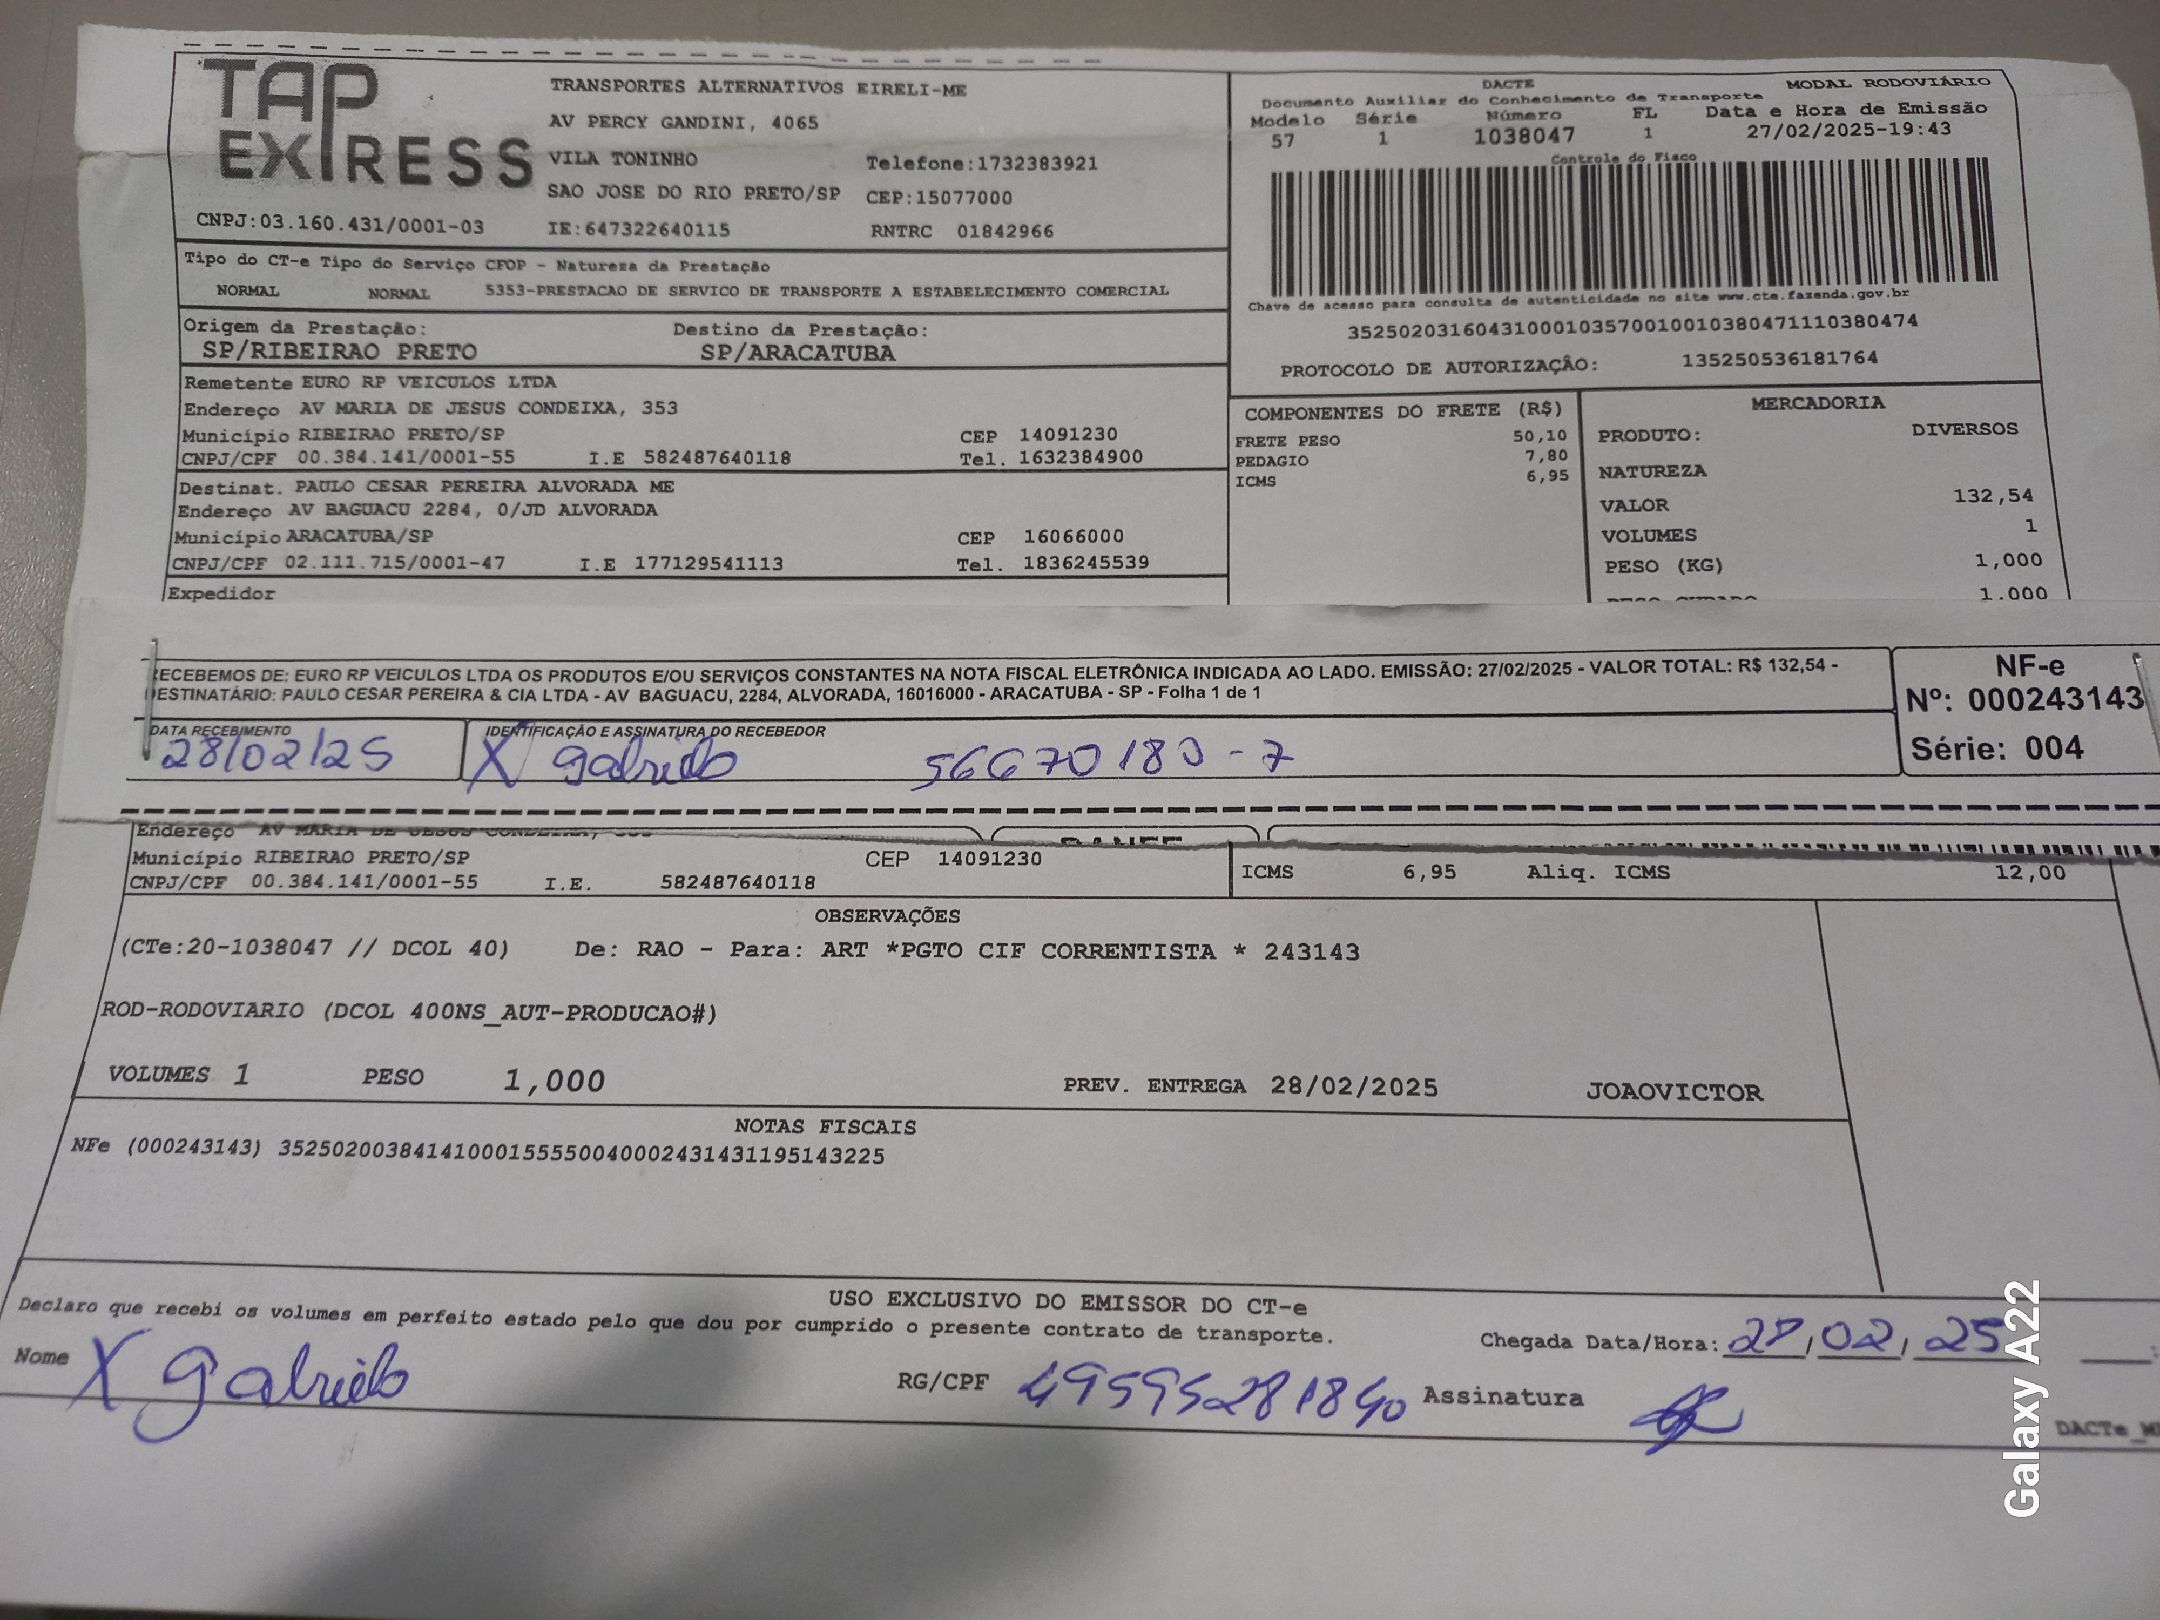 TAP EXPRESS
TRANSPORTES ALTERNATIVOS EIRELI-ME
AV PERCY GANDINI, 4065
VILA TONINHO Telefone:1732383921
SAO JOSE DO RIO PRETO/SP CEP:15077000
CNPJ:03.160.431/0001-03 IE:647322640115 RNTRC 01842966
DACTE MODAL RODOVIÁRIO
Documento Auxiliar do Conhecimento de Transporte
Modelo Série Número FL Data e Hora de Emissão
57 1 1038047 1 27/02/2025-19:43
Controle do Fisco
Chave de acesso para consulta de autenticidade no site www.cte.fazenda.gov.br
35250203160431000103570010010380471110380474
PROTOCOLO DE AUTORIZAÇÃO: 135250536181764
Tipo do CT-e Tipo do Serviço CFOP - Natureza da Prestação
NORMAL NORMAL 5353-PRESTACAO DE SERVICO DE TRANSPORTE A ESTABELECIMENTO COMERCIAL
Origem da Prestação: Destino da Prestação:
SP/RIBEIRAO PRETO SP/ARACATUBA
Remetente EURO RP VEICULOS LTDA
Endereço AV MARIA DE JESUS CONDEIXA, 353
Município RIBEIRAO PRETO/SP CEP 14091230
CNPJ/CPF 00.384.141/0001-55 I.E 582487640118 Tel. 1632384900
Destinat. PAULO CESAR PEREIRA ALVORADA ME
Endereço AV BAGUACU 2284, 0/JD ALVORADA
Município ARACATUBA/SP CEP 16066000
CNPJ/CPF 02.111.715/0001-47 I.E 177129541113 Tel. 1836245539
Expedidor
COMPONENTES DO FRETE (R$)
FRETE PESO 50,10
PEDAGIO 7,80
ICMS 6,95
MERCADORIA
PRODUTO: DIVERSOS
NATUREZA
VALOR 132,54
VOLUMES 1
PESO (KG) 1,000
1.000
ECEBEMOS DE: EURO RP VEICULOS LTDA OS PRODUTOS E/OU SERVIÇOS CONSTANTES NA NOTA FISCAL ELETRÔNICA INDICADA AO LADO. EMISSÃO: 27/02/2025 - VALOR TOTAL: R$ 132,54 -
DESTINATÁRIO: PAULO CESAR PEREIRA & CIA LTDA - AV BAGUACU, 2284, ALVORADA, 16016000 - ARACATUBA - SP - Folha 1 de 1
NF-e
Nº: 000243143
Série: 004
DATA RECEBIMENTO IDENTIFICAÇÃO E ASSINATURA DO RECEBEDOR
28/02/25 X Gabriela 56670180-7
Endereço AV MARIA DE JESUS CONDEIXA, 353
Município RIBEIRAO PRETO/SP CEP 14091230
CNPJ/CPF 00.384.141/0001-55 I.E. 582487640118
ICMS 6,95 Aliq. ICMS 12,00
OBSERVAÇÕES
(CTe:20-1038047 // DCOL 40) De: RAO - Para: ART *PGTO CIF CORRENTISTA * 243143
ROD-RODOVIARIO (DCOL 400NS_AUT-PRODUCAO#)
VOLUMES 1 PESO 1,000 PREV. ENTREGA 28/02/2025 JOAOVICTOR
NOTAS FISCAIS
NFe (000243143) 35250200384141000155550040002431431195143225
USO EXCLUSIVO DO EMISSOR DO CT-e
Declaro que recebi os volumes em perfeito estado pelo que dou por cumprido o presente contrato de transporte.
Chegada Data/Hora: 28/02/25
Nome X Gabriela RG/CPF 49595281840 Assinatura
Galaxy A22